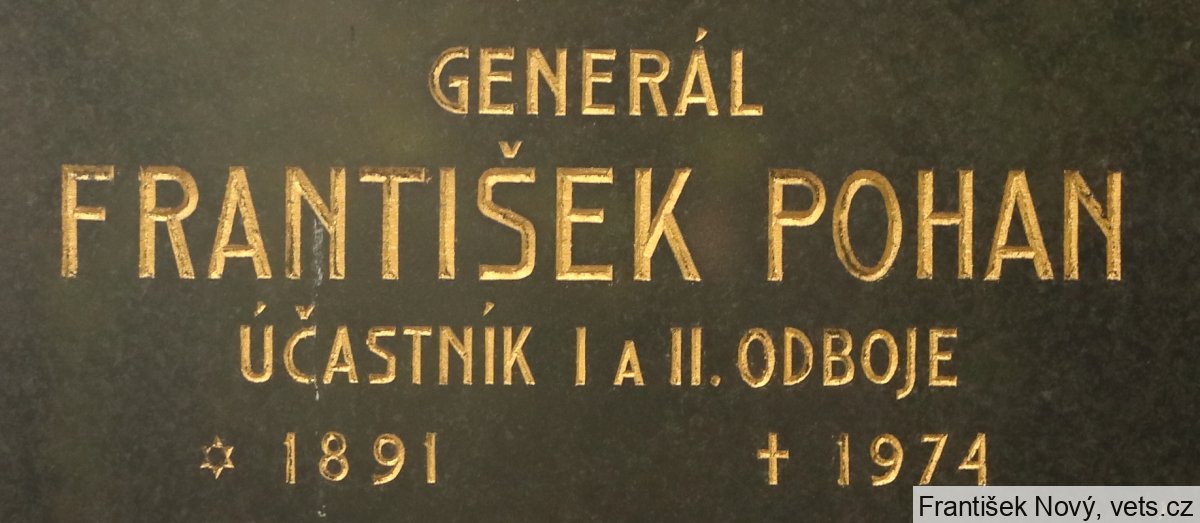 GENERÁL
FRANTIŠEK POHAN
ÚČASTNÍK I A II. ODBOJE
✡ 1891 † 1974
František Nový, vets.cz